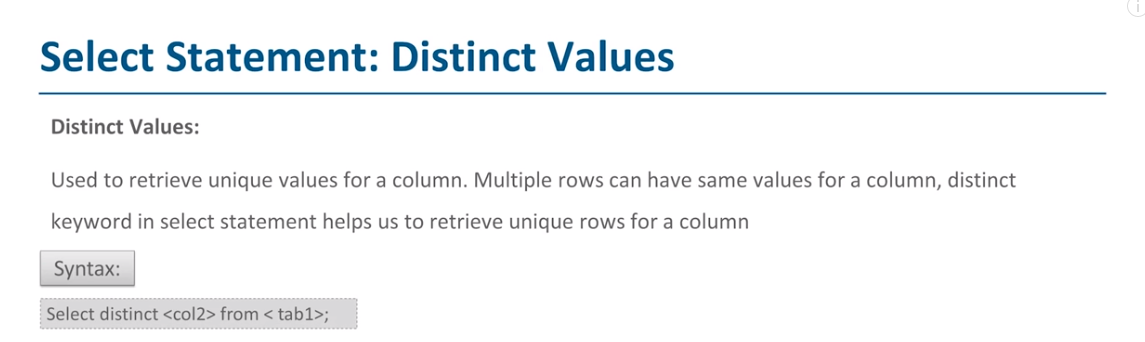 Select Statement: Distinct Values
Distinct Values:
Used to retrieve unique values for a column. Multiple rows can have same values for a column, distinct
keyword in select statement helps us to retrieve unique rows for a column
Syntax:
Select distinct <col2> from < tab1>;